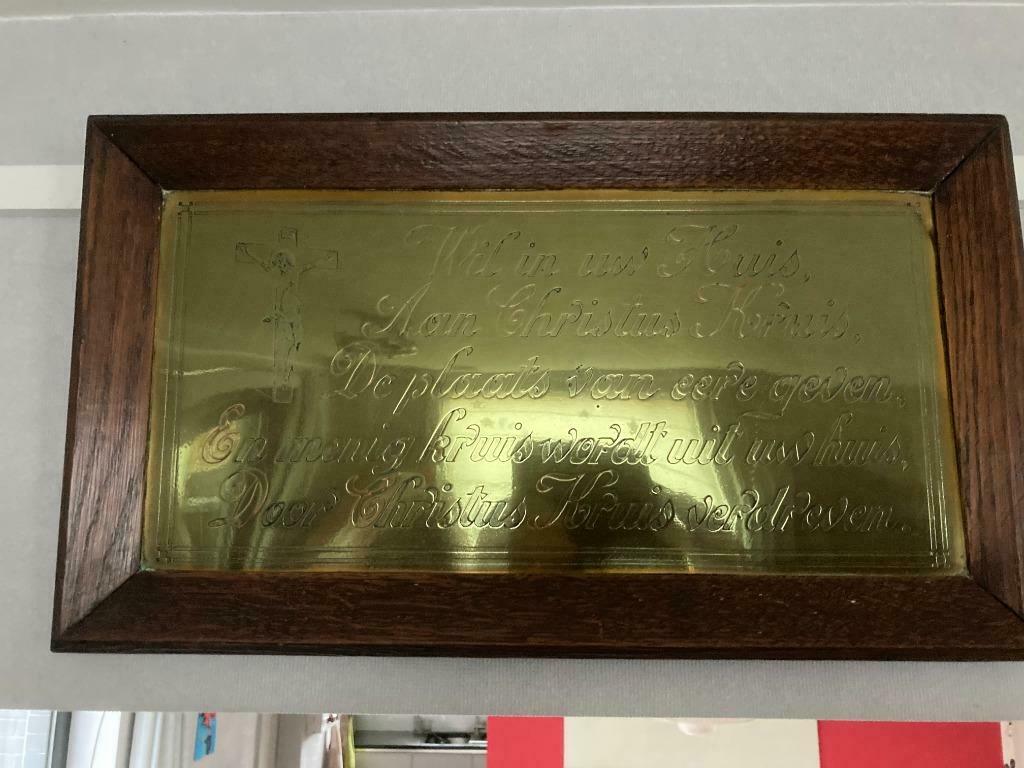 Wil in uw Huis,
Aan Christus Kruis,
De plaats van eere geven,
En menig kruis wordt uit uw huis,
Door Christus Kruis verdreven.